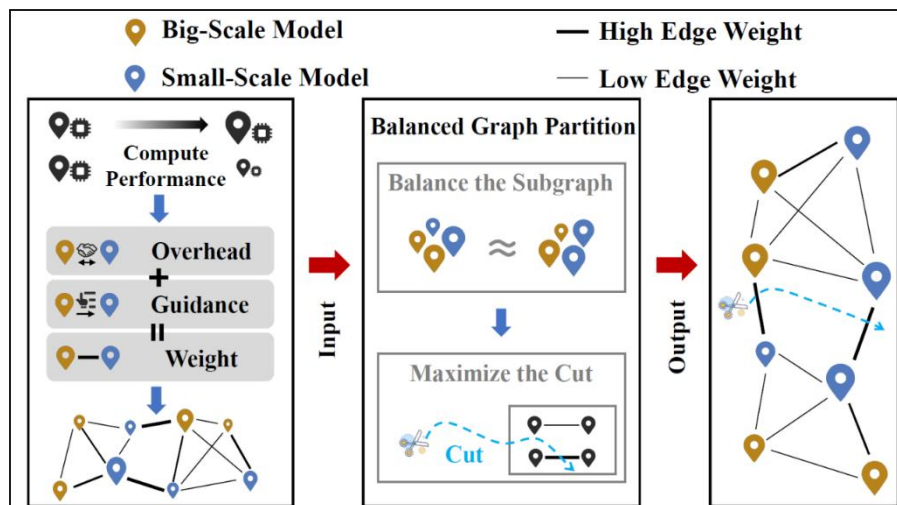 Big-Scale Model
High Edge Weight
Small-Scale Model
Low Edge Weight
Compute
Performance
Overhead
+
Guidance
=
Weight
Input
Balanced Graph Partition
Balance the Subgraph
≈
Maximize the Cut
Cut
Output